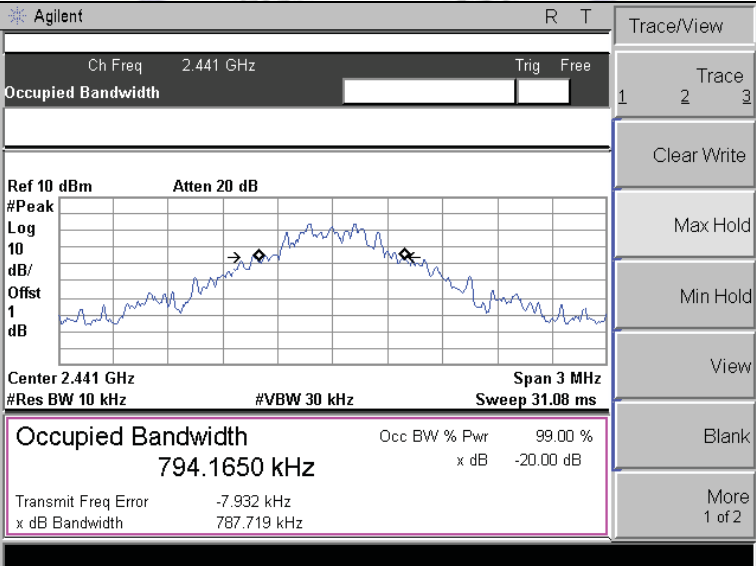 Agilent R T
Ch Freq 2.441 GHz Trig Free
Occupied Bandwidth
Ref 10 dBm Atten 20 dB
#Peak
Log
10
dB/
Offst
1
dB
Center 2.441 GHz Span 3 MHz
#Res BW 10 kHz #VBW 30 kHz Sweep 31.08 ms
Occupied Bandwidth
794.1650 kHz
Occ BW % Pwr 99.00 %
x dB -20.00 dB
Transmit Freq Error -7.932 kHz
x dB Bandwidth 787.719 kHz
Trace/View
Trace
1 2 3
Clear Write
Max Hold
Min Hold
View
Blank
More
1 of 2